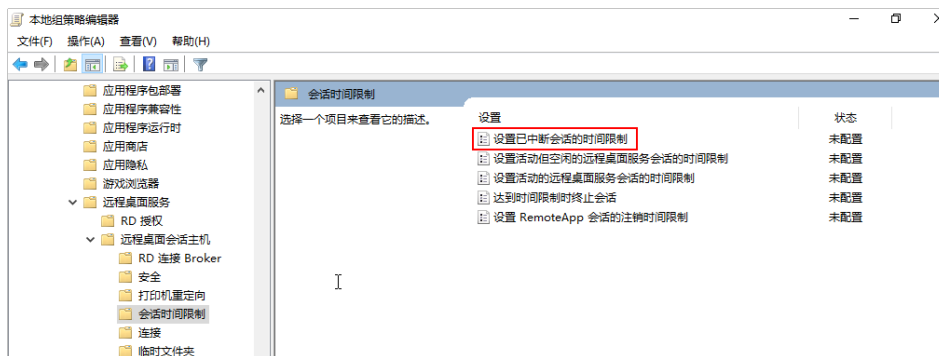 本地组策略编辑器
文件(F) 操作(A) 查看(V) 帮助(H)
应用程序包部署
应用程序兼容性
应用程序运行时
应用商店
应用隐私
游戏浏览器
远程桌面服务
RD 授权
远程桌面会话主机
RD 连接 Broker
安全
打印机重定向
会话时间限制
连接
临时文件夹
会话时间限制
选择一个项目来查看它的描述。
设置 状态
设置已中断会话的时间限制 未配置
设置活动但空闲的远程桌面服务会话的时间限制 未配置
设置活动的远程桌面服务会话的时间限制 未配置
达到时间限制时终止会话 未配置
设置 RemoteApp 会话的注销时间限制 未配置